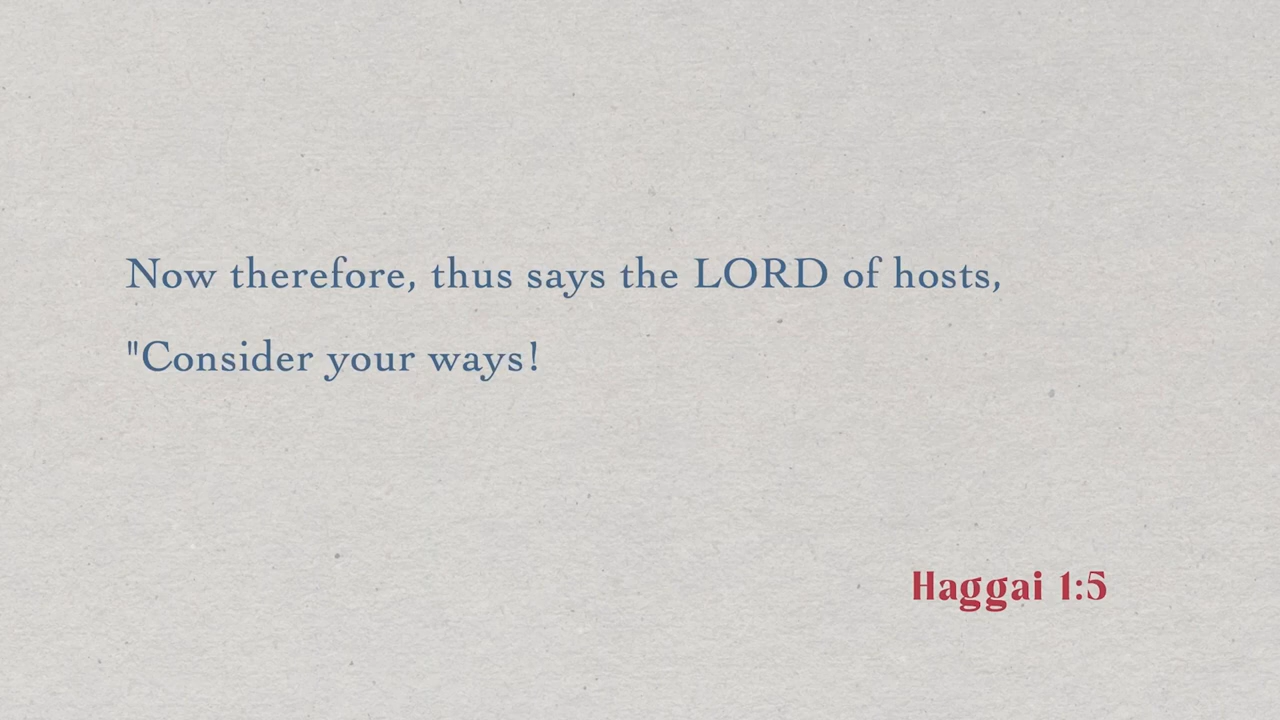 Now therefore, thus says the LORD of hosts,
"Consider your ways!
Haggai 1:5